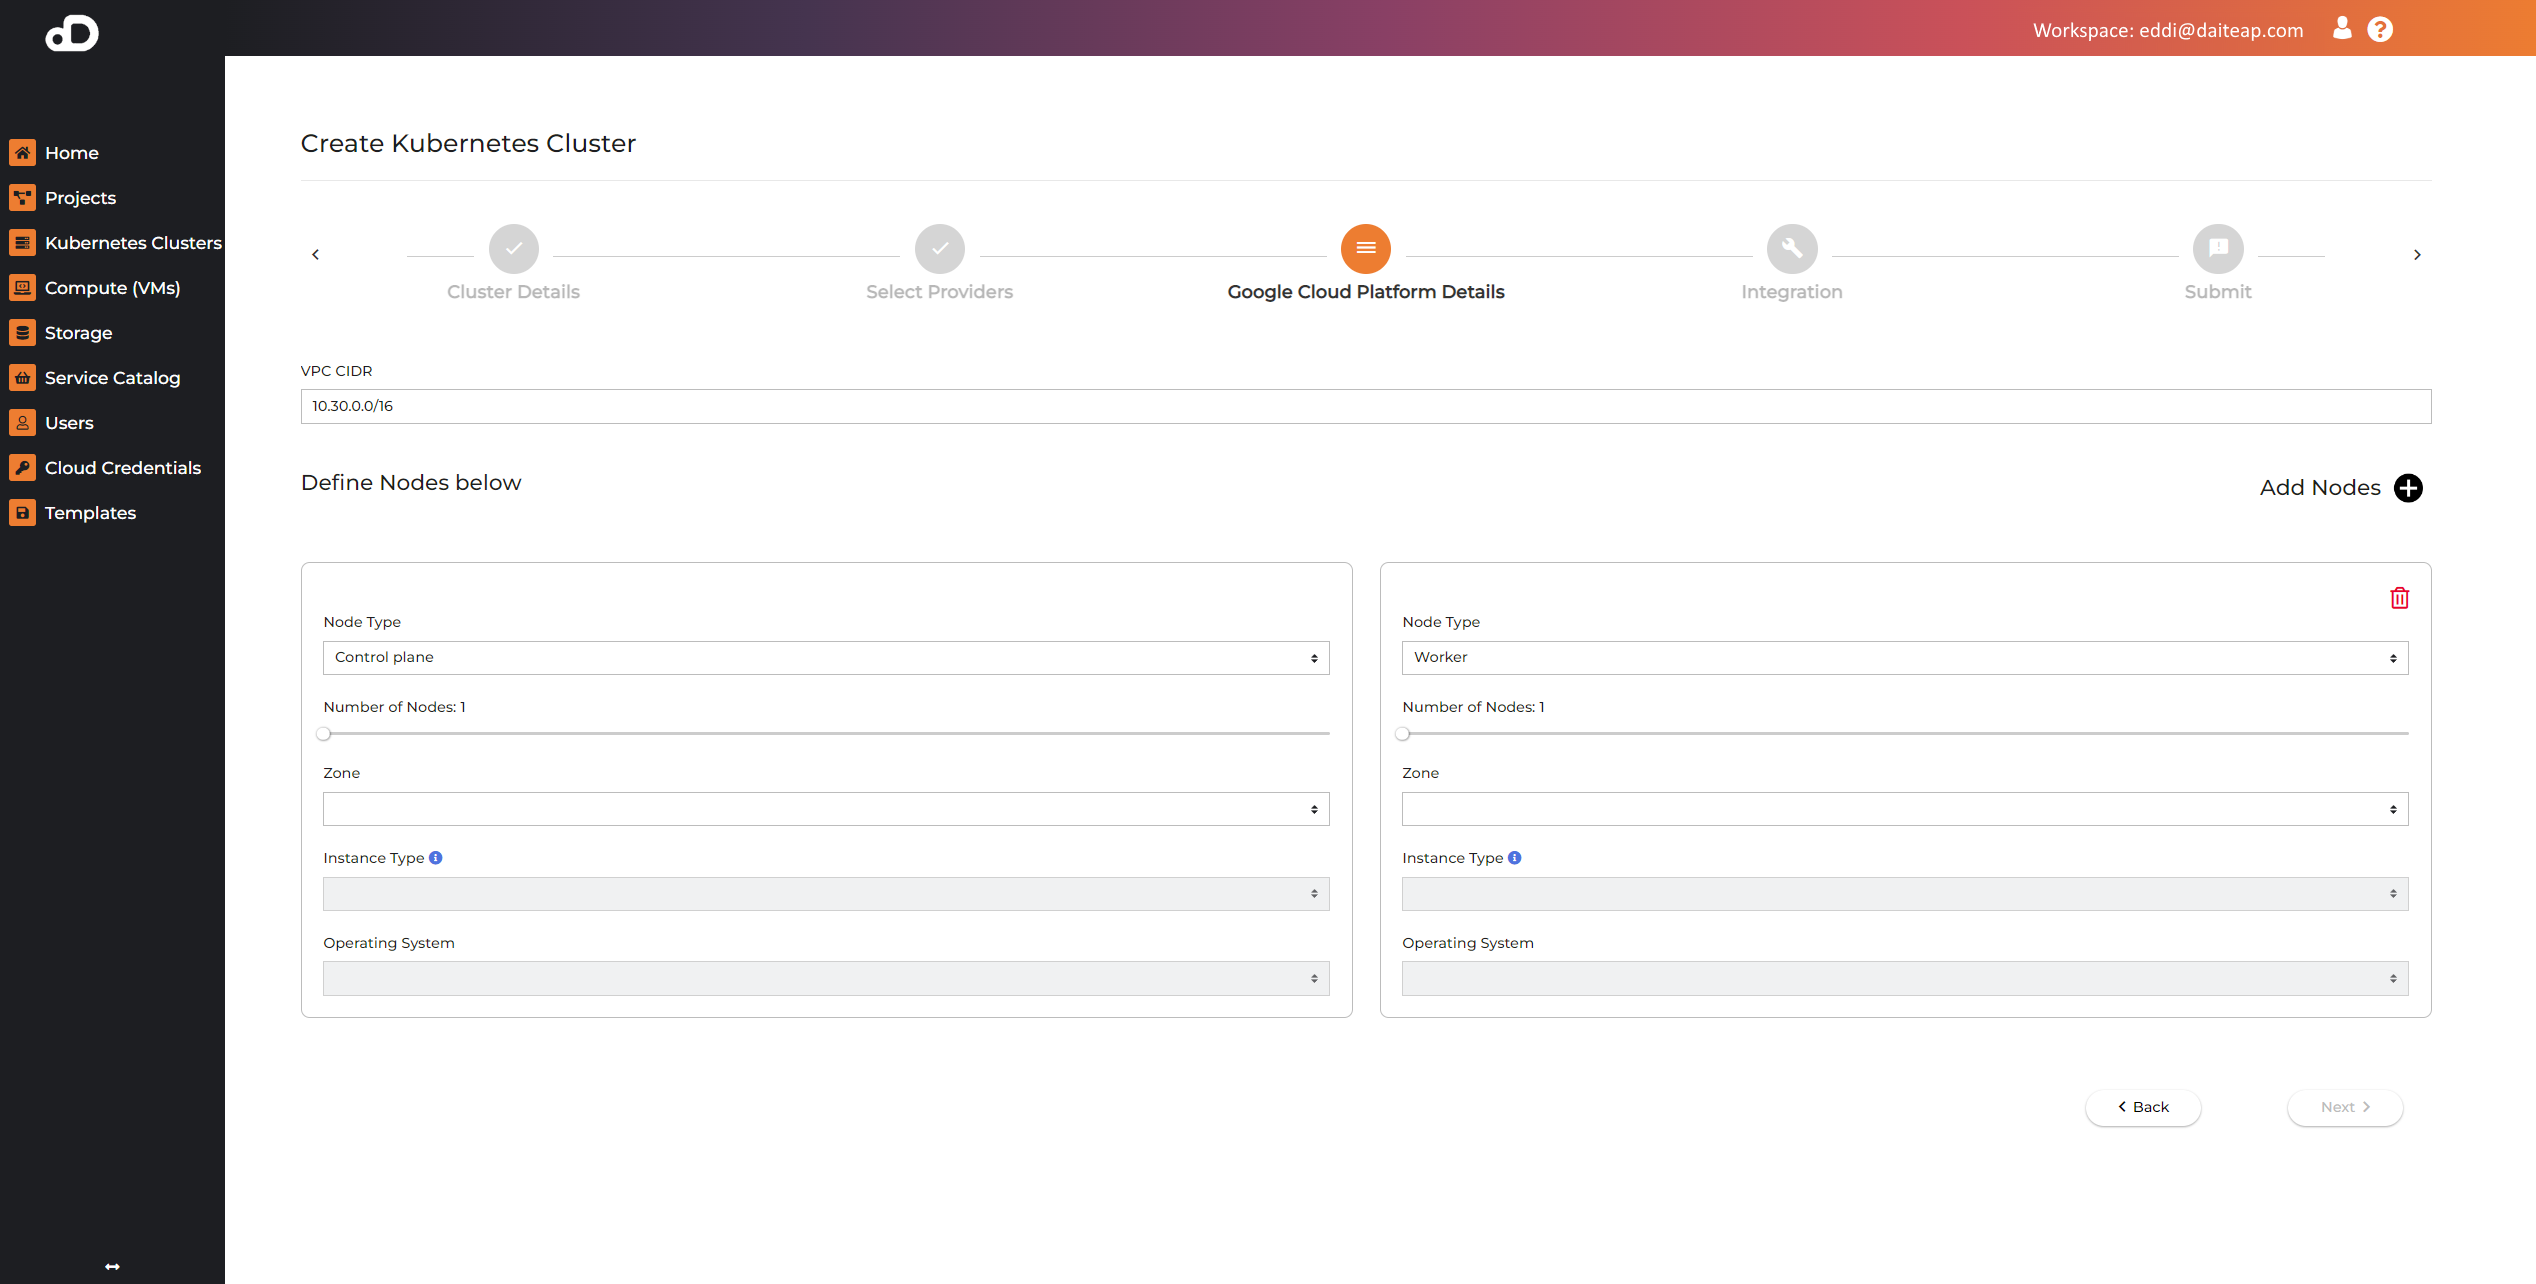 Workspace: eddi@daiteap.com
Home
Projects
Kubernetes Clusters
Compute (VMs)
Storage
Service Catalog
Users
Cloud Credentials
Templates
Create Kubernetes Cluster
Cluster Details
Select Providers
Google Cloud Platform Details
Integration
Submit
VPC CIDR
10.30.0.0/16
Define Nodes below
Add Nodes
Node Type
Control plane
Number of Nodes: 1
Zone
Instance Type
Operating System
Node Type
Worker
Number of Nodes: 1
Zone
Instance Type
Operating System
Back
Next